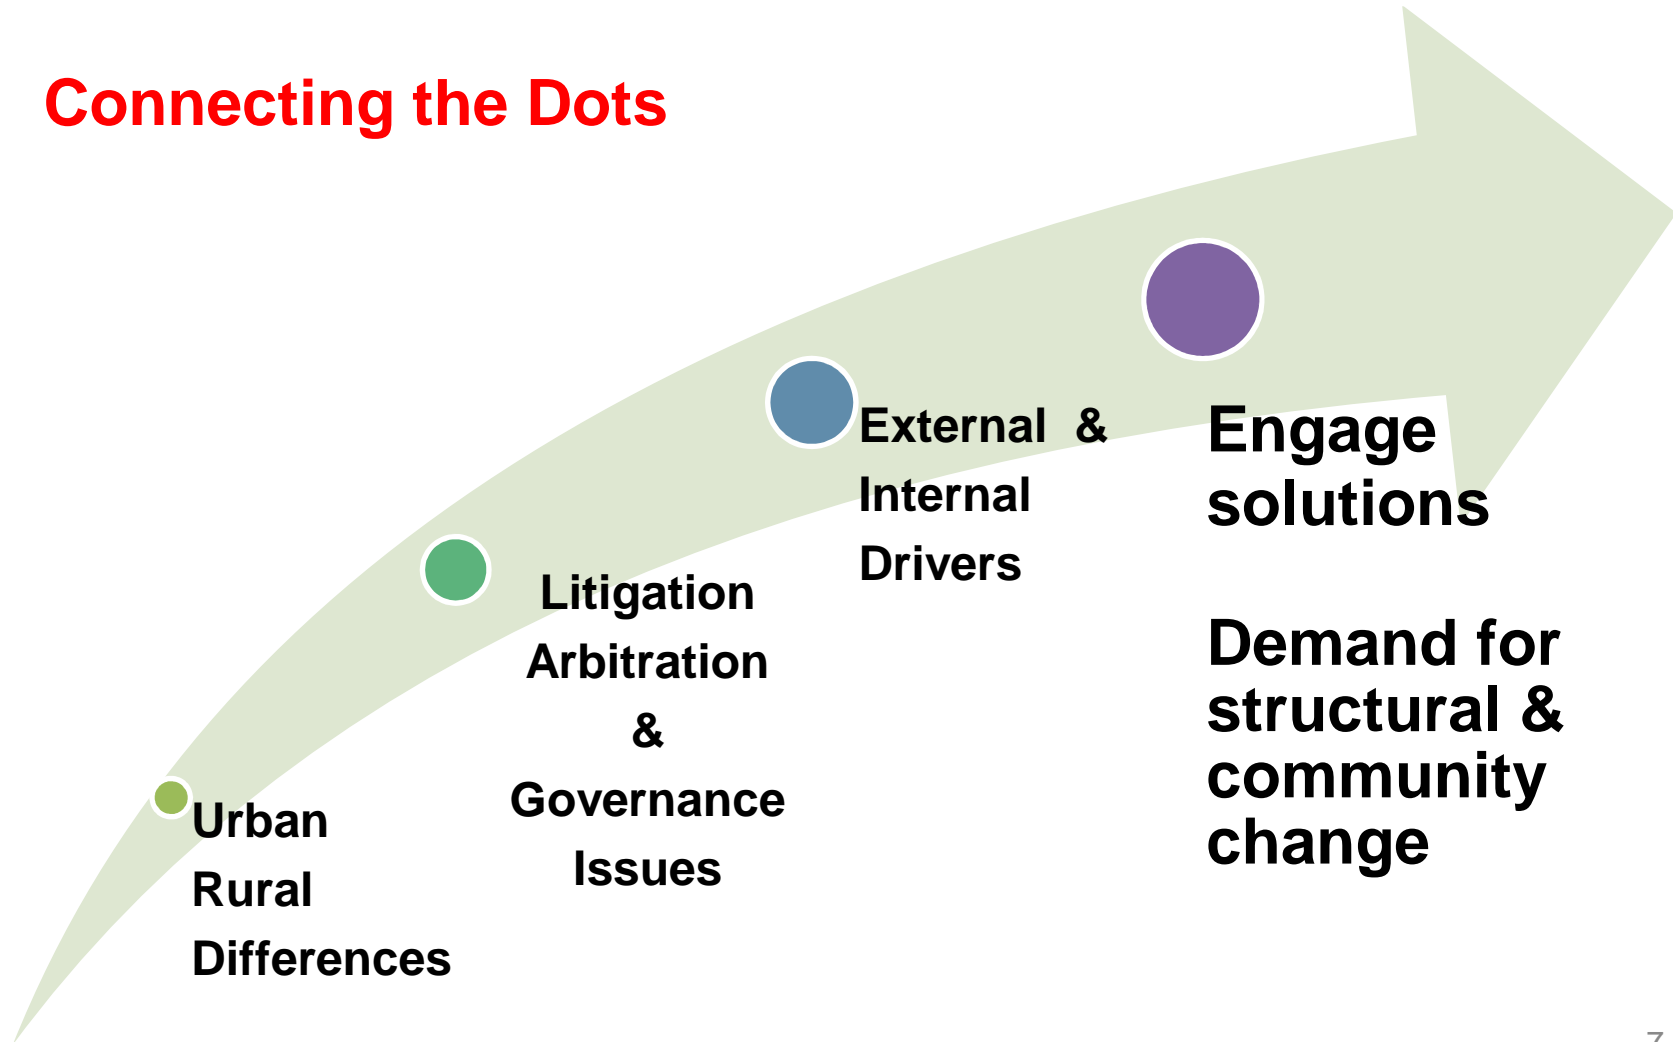 Connecting the Dots
Urban
Rural
Differences
Litigation
Arbitration
&
Governance
Issues
External &
Internal
Drivers
Engage
solutions
Demand for
structural &
community
change
7